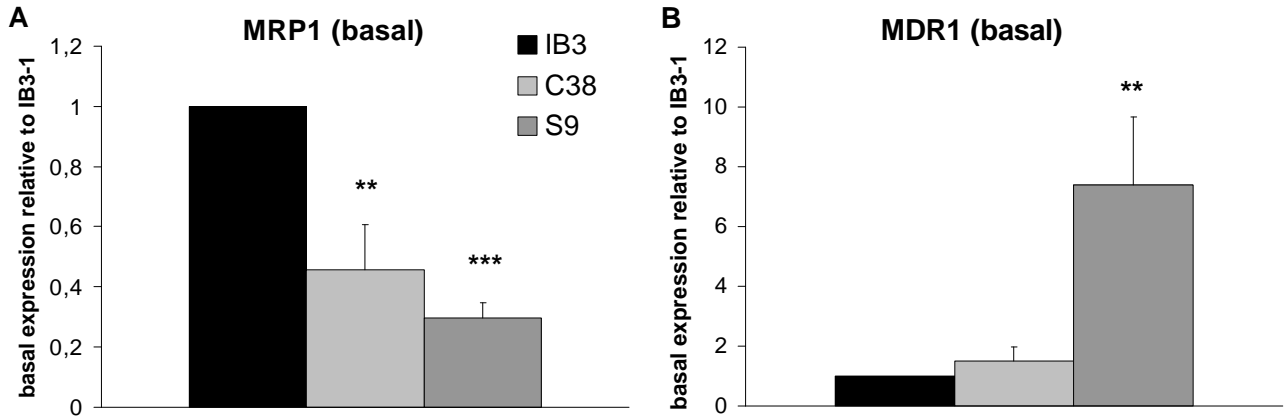 A
MRP1 (basal)
basal expression relative to IB3-1
1,2
1
0,8
0,6
0,4
0,2
0
IB3
C38
S9
**
***
B
MDR1 (basal)
basal expression relative to IB3-1
12
10
8
6
4
2
0
**